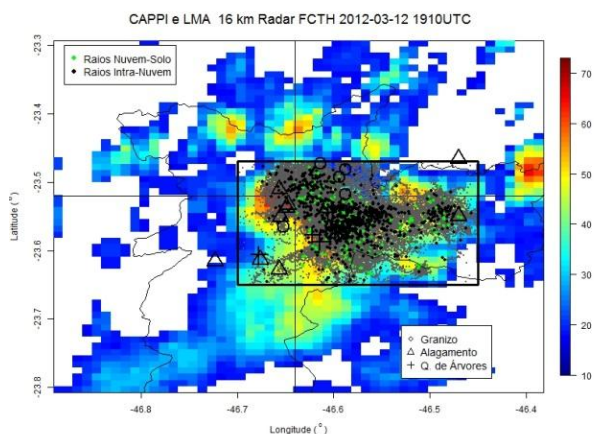 CAPPI e LMA 16 km Radar FCTH 2012-03-12 1910UTC
Raios Nuvem-Solo
Raios Intra-Nuvem
Granizo
Alagamento
Q. de Árvores
Latitude (°)
-23.3
-23.4
-23.5
-23.6
-23.7
-23.8
-46.8
-46.7
-46.6
-46.5
-46.4
Longitude (°)
70
60
50
40
30
20
10